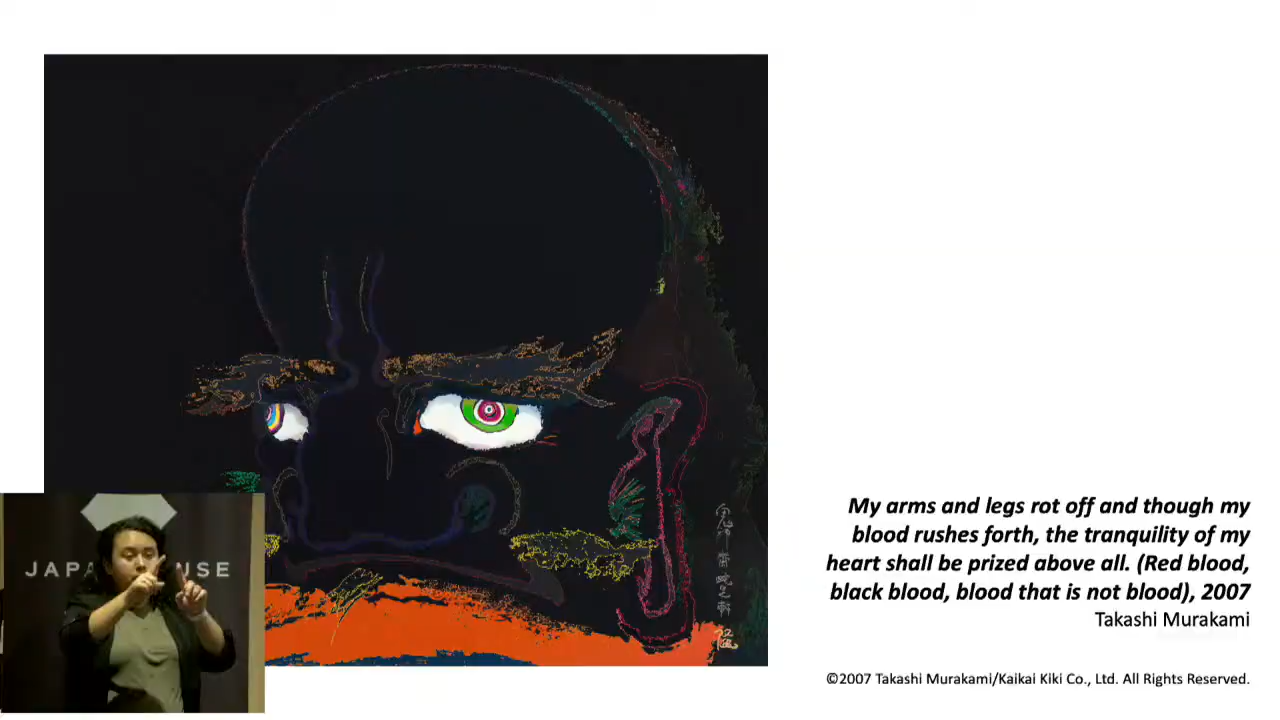 JAPA NSE
My arms and legs rot off and though my
blood rushes forth, the tranquility of my
heart shall be prized above all. (Red blood,
black blood, blood that is not blood), 2007
Takashi Murakami
©2007 Takashi Murakami/Kaikai Kiki Co., Ltd. All Rights Reserved.